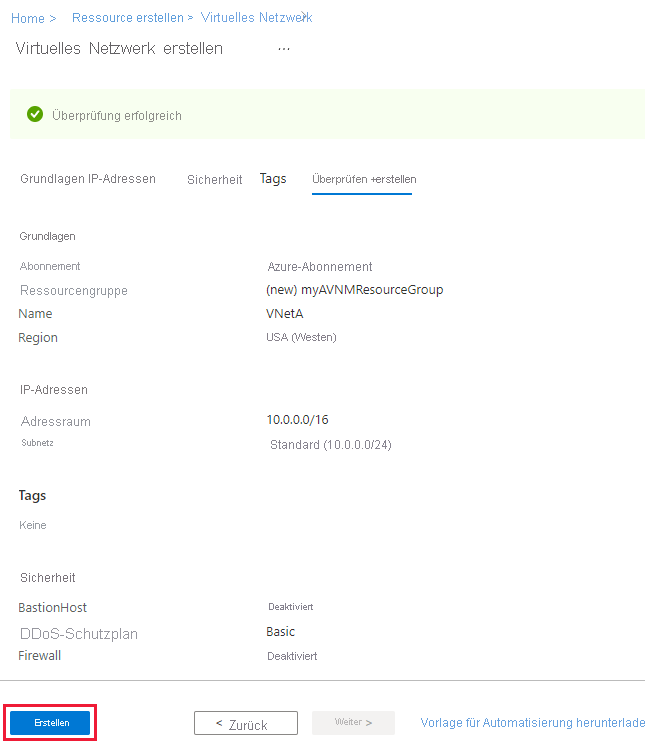 Home > Ressource erstellen > Virtuelles Netzwerk >
Virtuelles Netzwerk erstellen ...
Überprüfung erfolgreich
Grundlagen IP-Adressen Sicherheit Tags Überprüfen +erstellen
Grundlagen
Abonnement Azure-Abonnement
Ressourcengruppe (new) myAVNMResourceGroup
Name VNetA
Region USA (Westen)
IP-Adressen
Adressraum 10.0.0.0/16
Subnetz Standard (10.0.0.0/24)
Tags
Keine
Sicherheit
BastionHost Deaktiviert
DDoS-Schutzplan Basic
Firewall Deaktiviert
Erstellen < Zurück Weiter > Vorlage für Automatisierung herunterlade